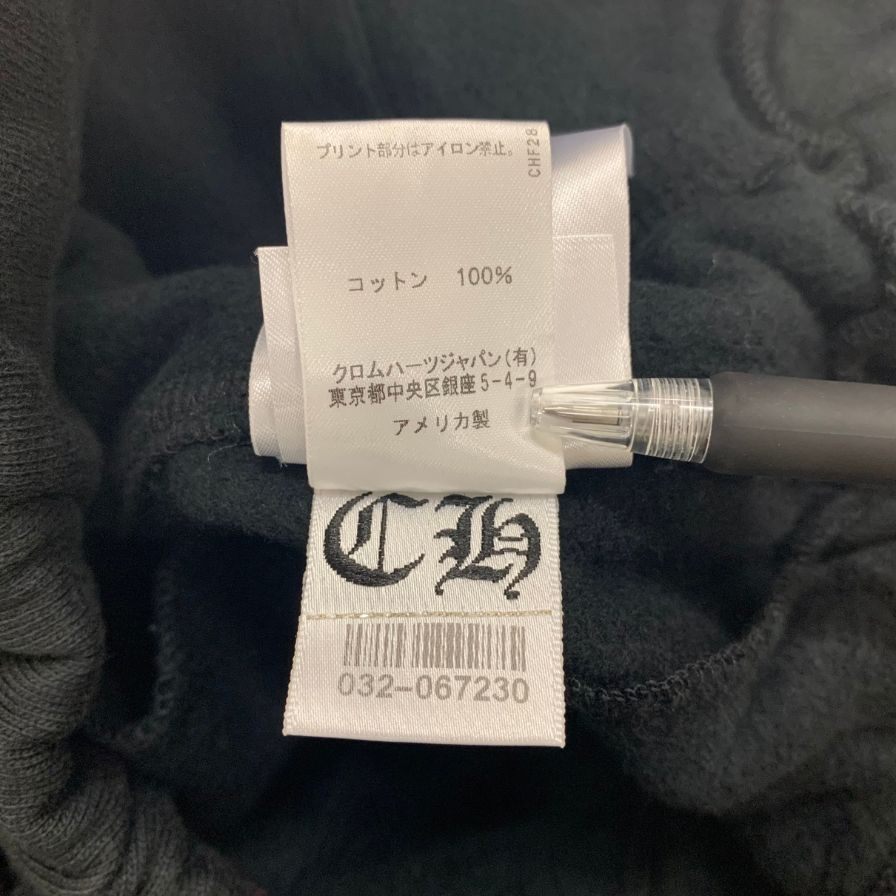 プリント部分はアイロン禁止。
CHF28
コットン 100%
クロムハーツジャパン(有)
東京都中央区銀座5-4-9
アメリカ製
CH
032-067230